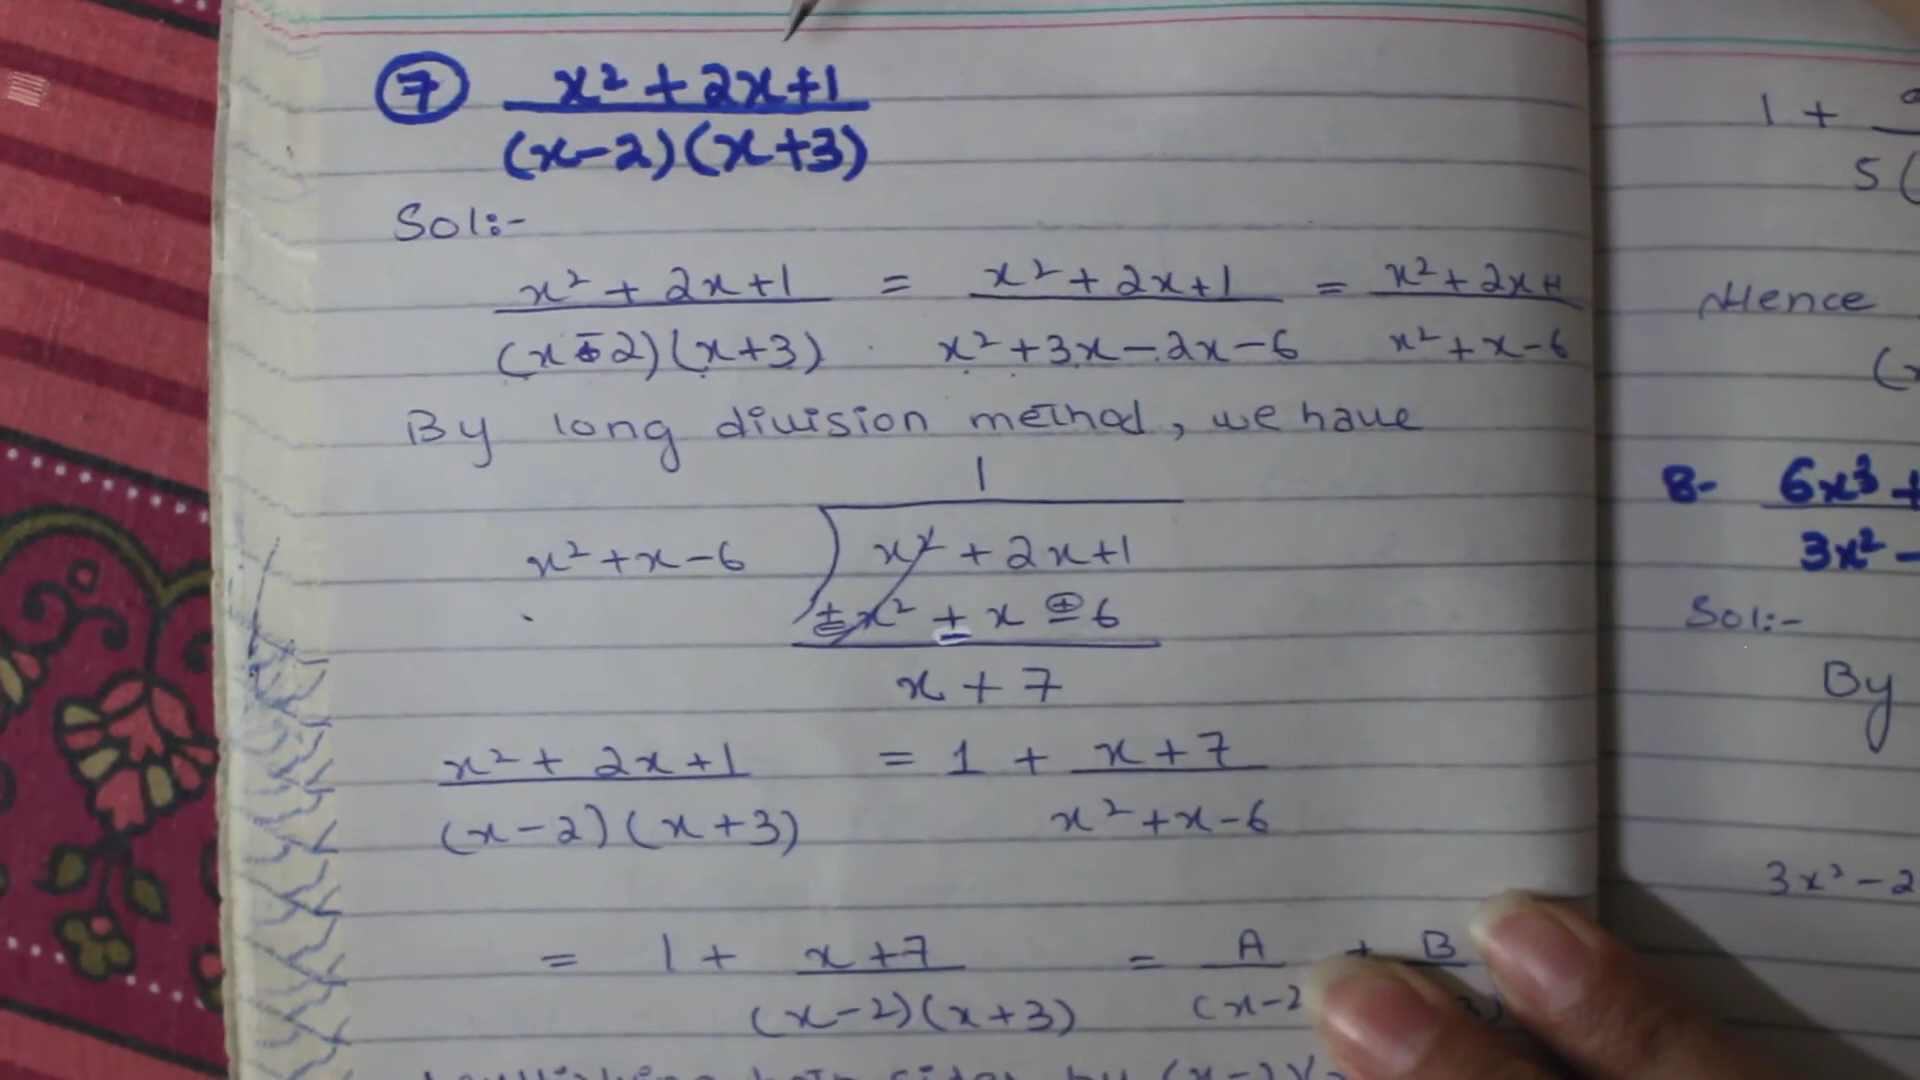 7 x² + 2x + 1
(x-2)(x+3)
Sol:-
x² + 2x + 1 = x² + 2x + 1 = x² + 2x + 1
(x-2)(x+3) x² + 3x - 2x - 6 x² + x - 6
By long division method, we have
1
x² + x - 6 ) x² + 2x + 1
± x² ± x ∓ 6
x + 7
x² + 2x + 1 = 1 + x + 7
(x-2)(x+3) x² + x - 6
= 1 + x + 7 = A + B
(x-2)(x+3) (x-2
1 +
5(
Hence
8- 6x³ +
3x² -
Sol:-
By
3x² - 2